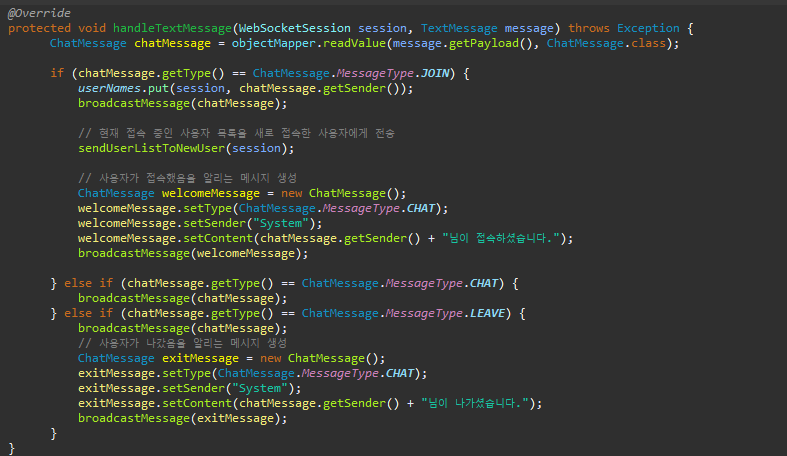 @Override
protected void handleTextMessage(WebSocketSession session, TextMessage message) throws Exception {
ChatMessage chatMessage = objectMapper.readValue(message.getPayload(), ChatMessage.class);
if (chatMessage.getType() == ChatMessage.MessageType.JOIN) {
userNames.put(session, chatMessage.getSender());
broadcastMessage(chatMessage);
// 현재 접속 중인 사용자 목록을 새로 접속한 사용자에게 전송
sendUserListToNewUser(session);
// 사용자가 접속했음을 알리는 메시지 생성
ChatMessage welcomeMessage = new ChatMessage();
welcomeMessage.setType(ChatMessage.MessageType.CHAT);
welcomeMessage.setSender("System");
welcomeMessage.setContent(chatMessage.getSender() + "님이 접속하셨습니다.");
broadcastMessage(welcomeMessage);
} else if (chatMessage.getType() == ChatMessage.MessageType.CHAT) {
broadcastMessage(chatMessage);
} else if (chatMessage.getType() == ChatMessage.MessageType.LEAVE) {
broadcastMessage(chatMessage);
// 사용자가 나갔음을 알리는 메시지 생성
ChatMessage exitMessage = new ChatMessage();
exitMessage.setType(ChatMessage.MessageType.CHAT);
exitMessage.setSender("System");
exitMessage.setContent(chatMessage.getSender() + "님이 나가셨습니다.");
broadcastMessage(exitMessage);
}
}